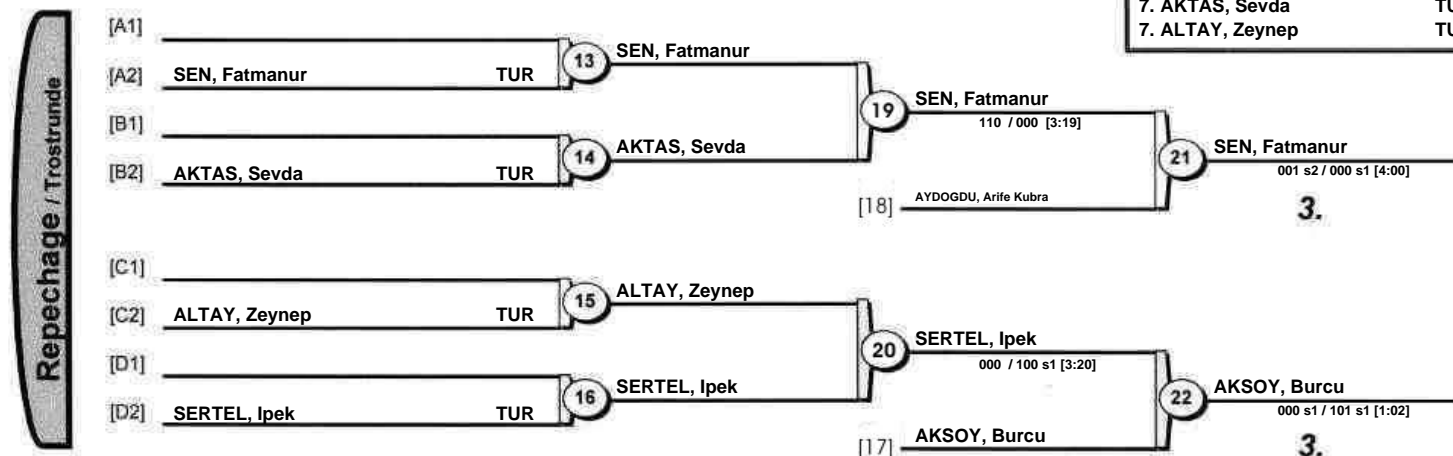 7. AKTAS, Sevda
7. ALTAY, Zeynep
Repechage / Trostrunde
[A1]
[A2] SEN, Fatmanur TUR
13 SEN, Fatmanur
[B1]
[B2] AKTAS, Sevda TUR
14 AKTAS, Sevda
19 SEN, Fatmanur
110 / 000 [3:19]
[18] AYDOGDU, Arife Kubra
21 SEN, Fatmanur
001 s2 / 000 s1 [4:00]
3.
[C1]
[C2] ALTAY, Zeynep TUR
15 ALTAY, Zeynep
[D1]
[D2] SERTEL, Ipek TUR
16 SERTEL, Ipek
20 SERTEL, Ipek
000 / 100 s1 [3:20]
[17] AKSOY, Burcu
22 AKSOY, Burcu
000 s1 / 101 s1 [1:02]
3.